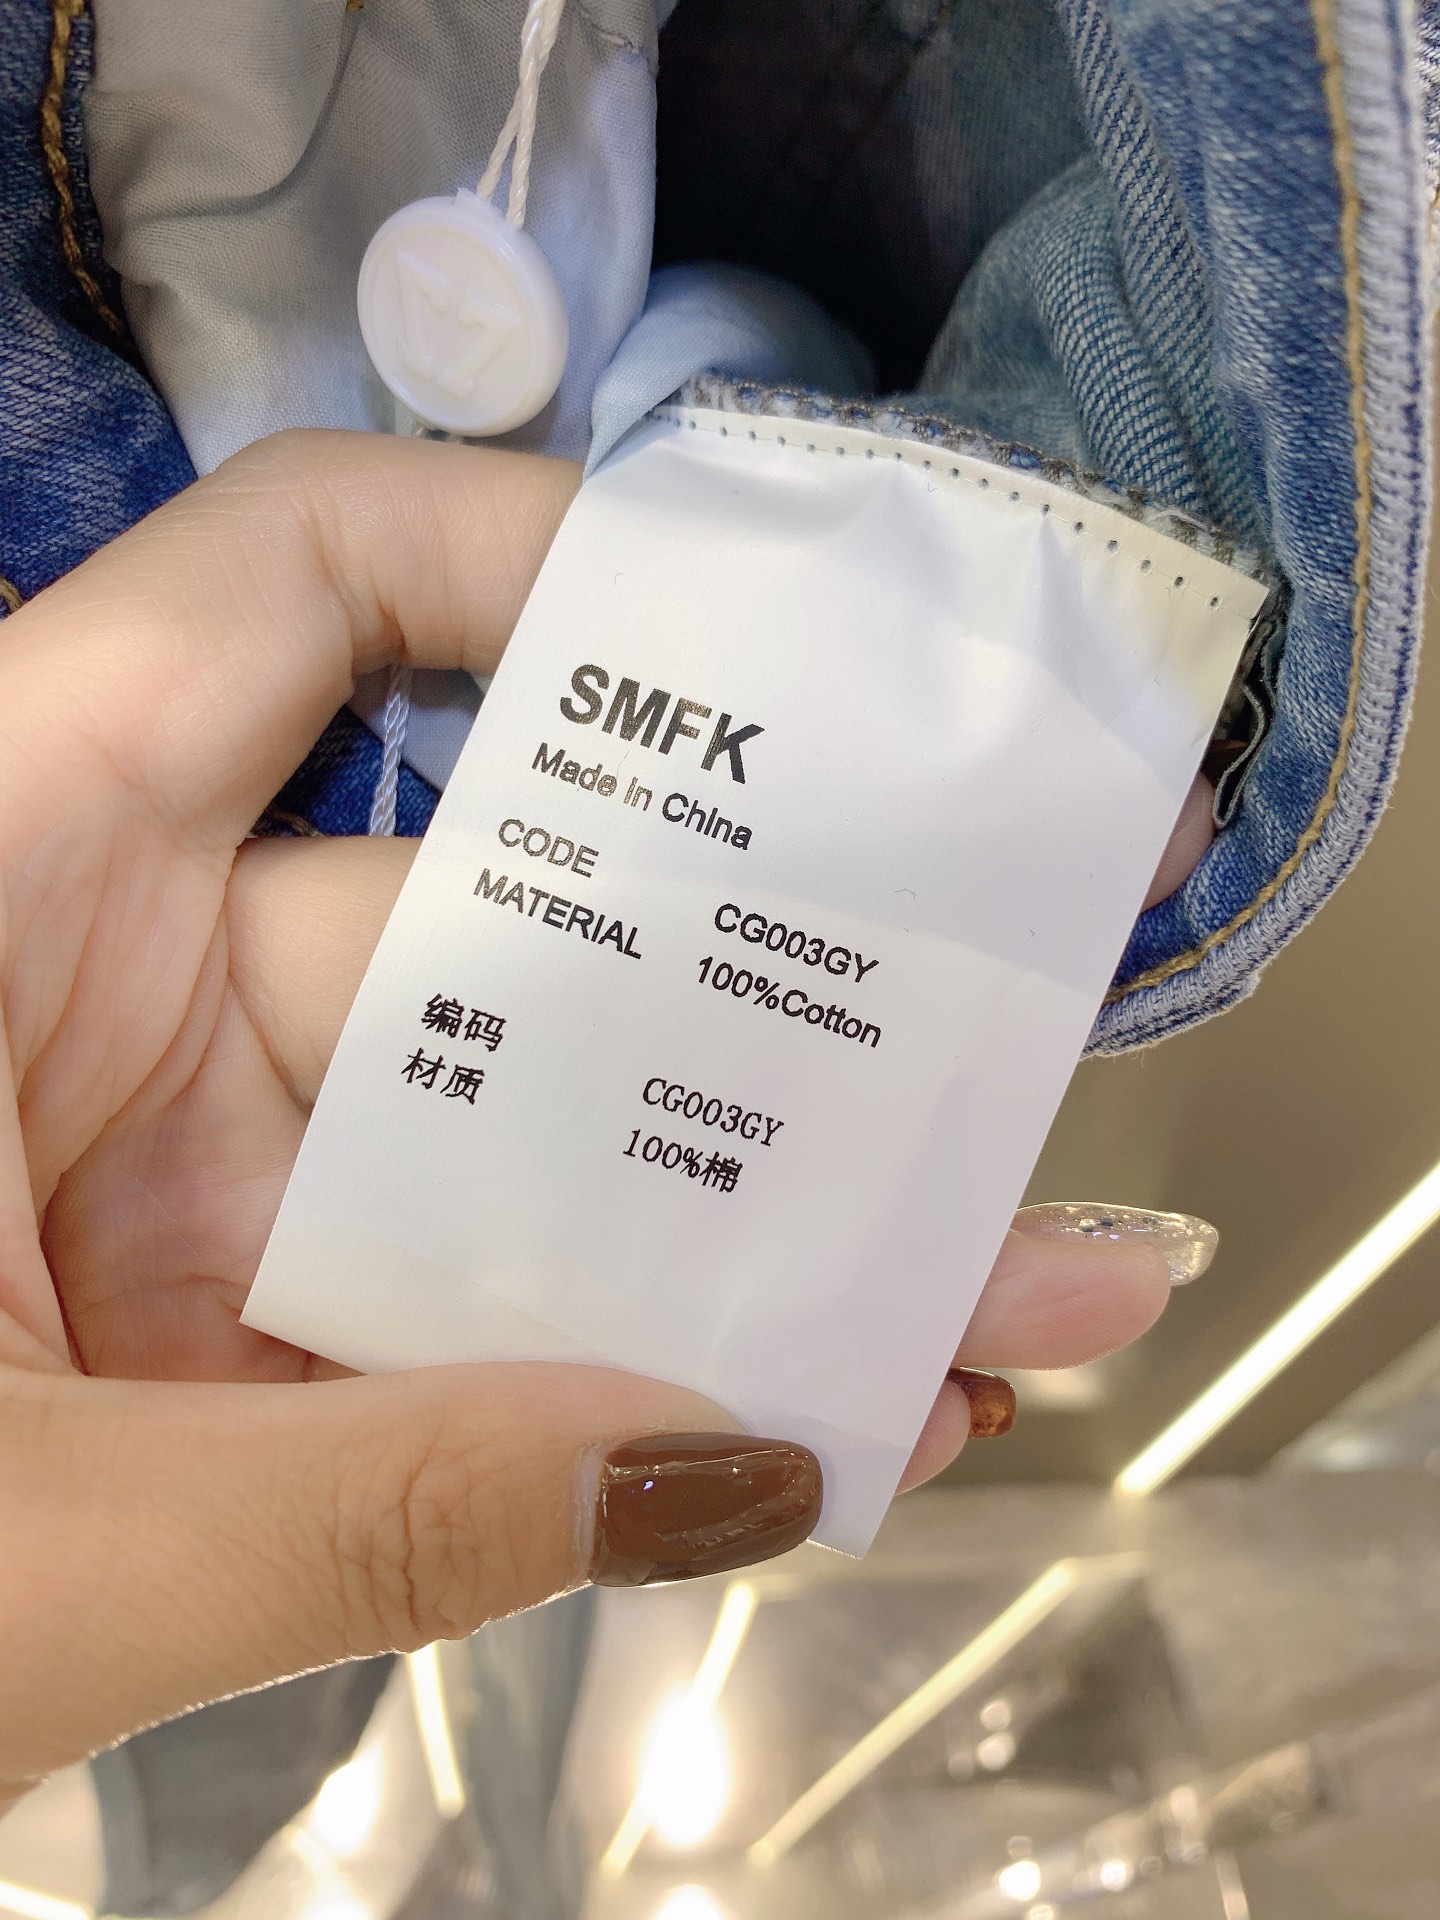 SMFK
Made in China
CODE CG003GY
MATERIAL 100%Cotton
编码 CG003GY
材质 100%棉